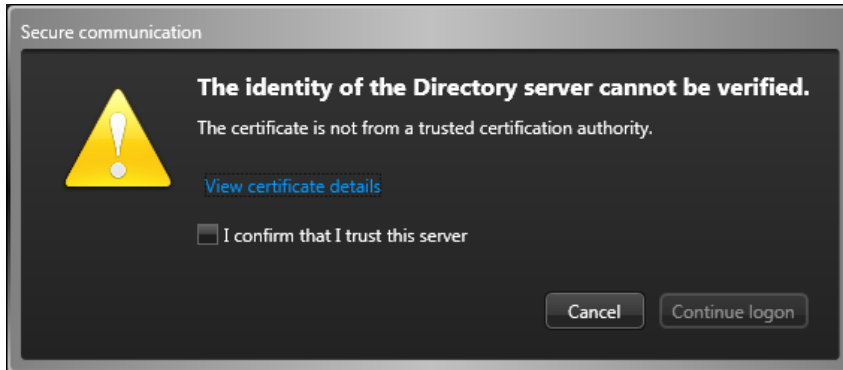 Secure communication
The identity of the Directory server cannot be verified.
The certificate is not from a trusted certification authority.
View certificate details
I confirm that I trust this server
Cancel Continue logon